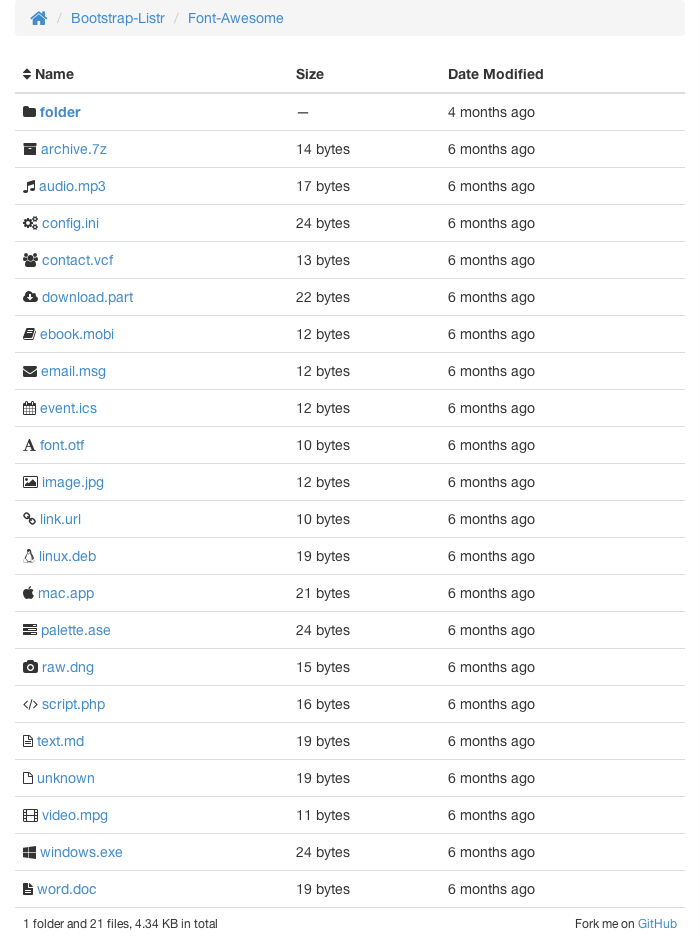 / Bootstrap-Listr / Font-Awesome
Name Size Date Modified
folder — 4 months ago
archive.7z 14 bytes 6 months ago
audio.mp3 17 bytes 6 months ago
config.ini 24 bytes 6 months ago
contact.vcf 13 bytes 6 months ago
download.part 22 bytes 6 months ago
ebook.mobi 12 bytes 6 months ago
email.msg 12 bytes 6 months ago
event.ics 12 bytes 6 months ago
font.otf 10 bytes 6 months ago
image.jpg 12 bytes 6 months ago
link.url 10 bytes 6 months ago
linux.deb 19 bytes 6 months ago
mac.app 21 bytes 6 months ago
palette.ase 24 bytes 6 months ago
raw.dng 15 bytes 6 months ago
script.php 16 bytes 6 months ago
text.md 19 bytes 6 months ago
unknown 19 bytes 6 months ago
video.mpg 11 bytes 6 months ago
windows.exe 24 bytes 6 months ago
word.doc 19 bytes 6 months ago
1 folder and 21 files, 4.34 KB in total Fork me on GitHub